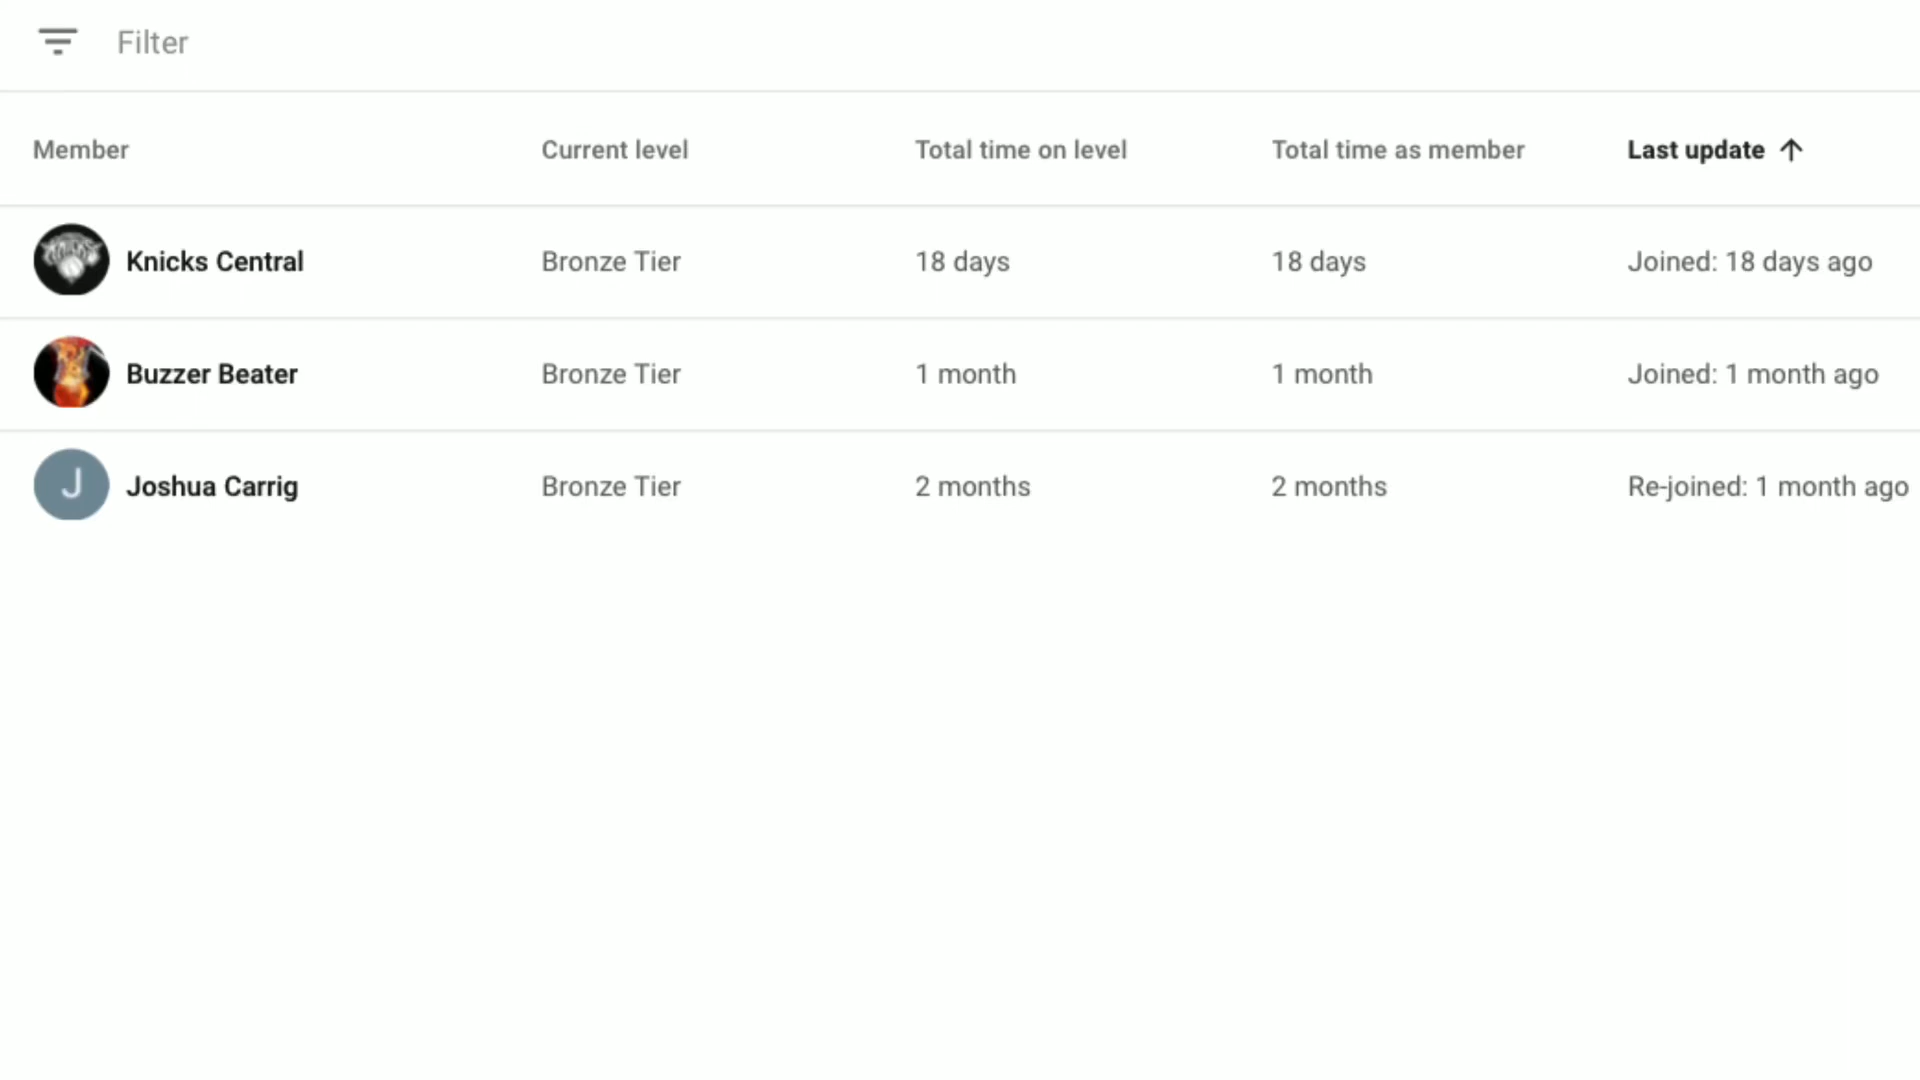 Filter
Member Current level Total time on level Total time as member Last update
Knicks Central Bronze Tier 18 days 18 days Joined: 18 days ago
Buzzer Beater Bronze Tier 1 month 1 month Joined: 1 month ago
J Joshua Carrig Bronze Tier 2 months 2 months Re-joined: 1 month ago